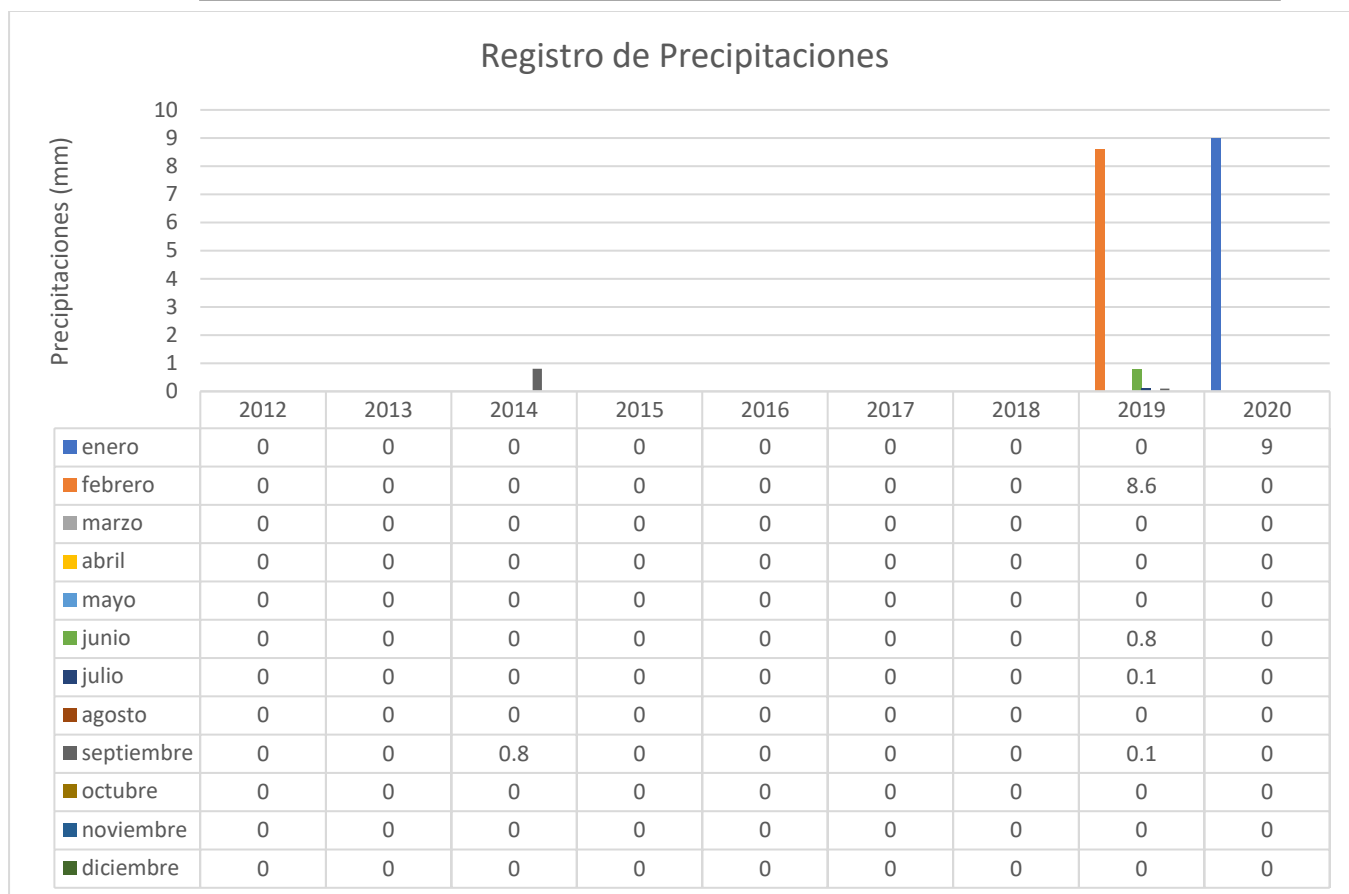 Registro de Precipitaciones
Precipitaciones (mm)
10
9
8
7
6
5
4
3
2
1
0
2012 2013 2014 2015 2016 2017 2018 2019 2020
enero 0 0 0 0 0 0 0 0 9
febrero 0 0 0 0 0 0 0 8.6 0
marzo 0 0 0 0 0 0 0 0 0
abril 0 0 0 0 0 0 0 0 0
mayo 0 0 0 0 0 0 0 0 0
junio 0 0 0 0 0 0 0 0.8 0
julio 0 0 0 0 0 0 0 0.1 0
agosto 0 0 0 0 0 0 0 0 0
septiembre 0 0 0.8 0 0 0 0 0.1 0
octubre 0 0 0 0 0 0 0 0 0
noviembre 0 0 0 0 0 0 0 0 0
diciembre 0 0 0 0 0 0 0 0 0